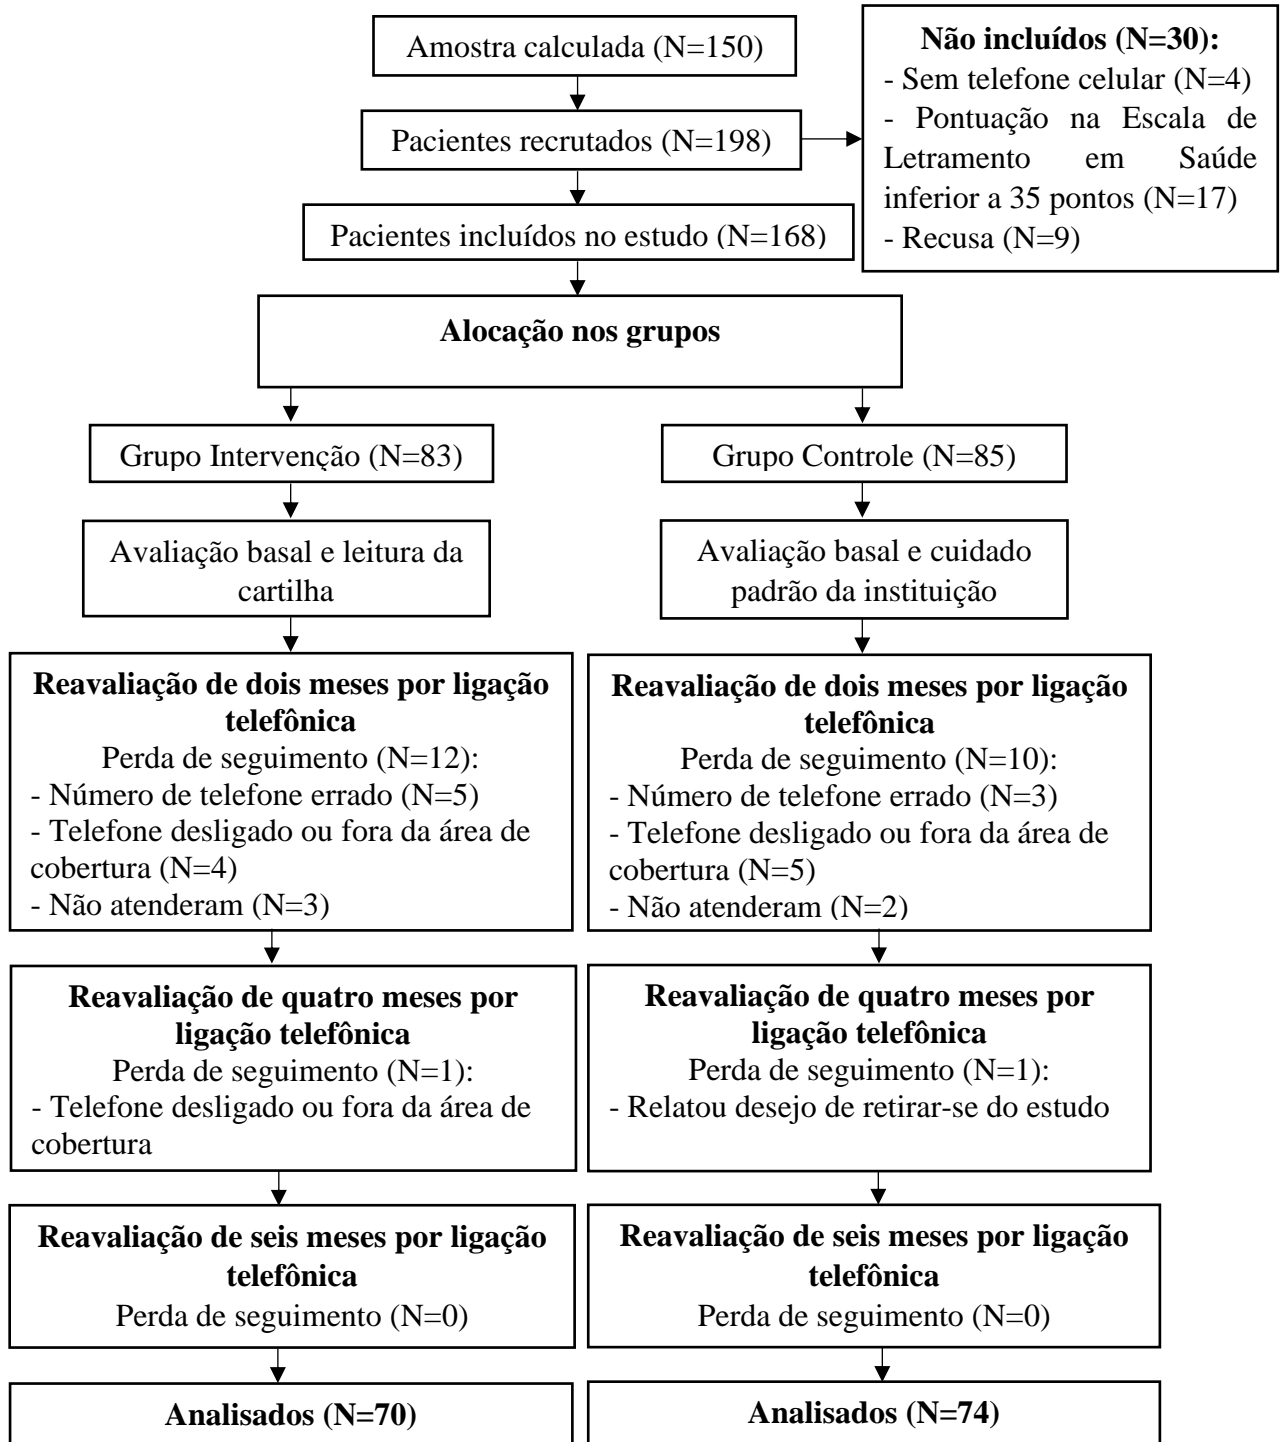 Amostra calculada (N=150)
Não incluídos (N=30):
- Sem telefone celular (N=4)
- Pontuação na Escala de
Letramento em Saúde
inferior a 35 pontos (N=17)
- Recusa (N=9)
Pacientes recrutados (N=198)
Pacientes incluídos no estudo (N=168)
Alocação nos grupos
Grupo Intervenção (N=83)
Grupo Controle (N=85)
Avaliação basal e leitura da
cartilha
Avaliação basal e cuidado
padrão da instituição
Reavaliação de dois meses por ligação
telefônica
Perda de seguimento (N=12):
- Número de telefone errado (N=5)
- Telefone desligado ou fora da área de
cobertura (N=4)
- Não atenderam (N=3)
Reavaliação de dois meses por ligação
telefônica
Perda de seguimento (N=10):
- Número de telefone errado (N=3)
- Telefone desligado ou fora da área de
cobertura (N=5)
- Não atenderam (N=2)
Reavaliação de quatro meses por
ligação telefônica
Perda de seguimento (N=1):
- Telefone desligado ou fora da área de
cobertura
Reavaliação de quatro meses por
ligação telefônica
Perda de seguimento (N=1):
- Relatou desejo de retirar-se do estudo
Reavaliação de seis meses por ligação
telefônica
Perda de seguimento (N=0)
Reavaliação de seis meses por ligação
telefônica
Perda de seguimento (N=0)
Analisados (N=70)
Analisados (N=74)